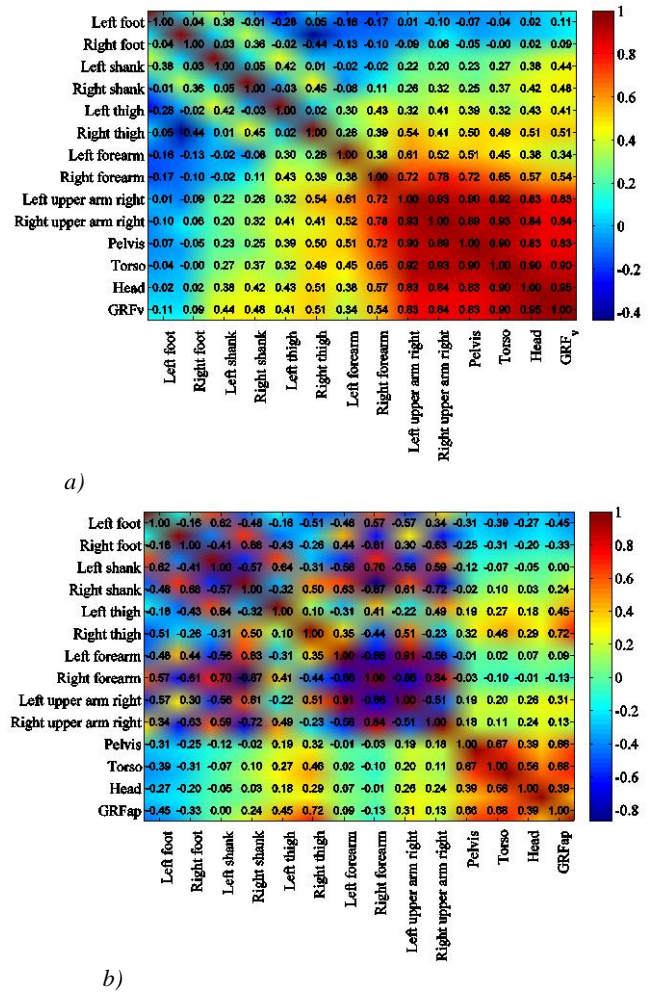 Left foot 1.00 0.04 0.38 -0.01 -0.28 0.05 -0.16 -0.17 0.01 -0.10 -0.07 -0.04 0.02 0.11
Right foot 0.04 1.00 0.03 0.36 -0.02 -0.44 -0.13 -0.10 -0.09 0.06 -0.05 -0.00 0.02 0.09
Left shank 0.38 0.03 1.00 0.05 0.42 0.01 -0.02 -0.02 0.22 0.20 0.23 0.27 0.38 0.44
Right shank -0.01 0.36 0.05 1.00 -0.03 0.45 -0.08 0.11 0.26 0.32 0.25 0.37 0.42 0.48
Left thigh -0.28 -0.02 0.42 -0.03 1.00 0.02 0.30 0.43 0.32 0.41 0.39 0.32 0.43 0.41
Right thigh -0.05 -0.44 0.01 0.45 0.02 1.00 0.26 0.39 0.54 0.41 0.50 0.49 0.51 0.51
Left forearm -0.16 -0.13 -0.02 -0.08 0.30 0.26 1.00 0.38 0.61 0.52 0.51 0.45 0.38 0.34
Right forearm -0.17 -0.10 -0.02 0.11 0.43 0.39 0.38 1.00 0.72 0.78 0.72 0.65 0.57 0.54
Left upper arm right 0.01 -0.09 0.22 0.26 0.32 0.54 0.61 0.72 1.00 0.93 0.90 0.92 0.83 0.83
Right upper arm right -0.10 0.06 0.20 0.32 0.41 0.41 0.52 0.78 0.93 1.00 0.89 0.93 0.84 0.84
Pelvis -0.07 -0.05 0.23 0.25 0.39 0.50 0.51 0.72 0.90 0.89 1.00 0.90 0.83 0.83
Torso -0.04 -0.00 0.27 0.37 0.32 0.49 0.45 0.65 0.92 0.93 0.90 1.00 0.90 0.90
Head 0.02 0.02 0.38 0.42 0.43 0.51 0.38 0.57 0.83 0.84 0.83 0.90 1.00 0.95
GRFv 0.11 0.09 0.44 0.48 0.41 0.51 0.34 0.54 0.83 0.84 0.83 0.90 0.95 1.00
1
0.8
0.6
0.4
0.2
0
-0.2
-0.4
Left foot
Right foot
Left shank
Right shank
Left thigh
Right thigh
Left forearm
Right forearm
Left upper arm right
Right upper arm right
Pelvis
Torso
Head
GRFv
a)
Left foot 1.00 -0.16 0.62 -0.48 -0.16 -0.51 -0.46 0.57 -0.57 0.34 -0.31 -0.39 -0.27 -0.45
Right foot -0.16 1.00 -0.41 0.68 -0.43 -0.26 0.44 -0.61 0.30 -0.63 -0.25 -0.31 -0.20 -0.33
Left shank 0.62 -0.41 1.00 -0.57 0.64 -0.31 -0.56 0.70 -0.56 0.59 -0.12 -0.07 -0.05 0.00
Right shank -0.48 0.68 -0.57 1.00 -0.32 0.50 0.63 -0.67 0.61 -0.72 -0.02 0.10 0.03 0.24
Left thigh -0.16 -0.43 0.64 -0.32 1.00 0.10 -0.31 0.41 -0.22 0.49 0.19 0.27 0.18 0.45
Right thigh -0.51 -0.26 -0.31 0.50 0.10 1.00 0.35 -0.44 0.51 -0.23 0.32 0.46 0.29 0.72
Left forearm -0.48 0.44 -0.56 0.63 -0.31 0.35 1.00 -0.86 0.91 -0.56 -0.01 0.02 0.07 0.09
Right forearm 0.57 -0.61 0.70 -0.67 0.41 -0.44 -0.86 1.00 -0.86 0.84 -0.03 -0.10 -0.01 -0.13
Left upper arm right -0.57 0.30 -0.56 0.61 -0.22 0.51 0.91 -0.86 1.00 -0.51 0.19 0.20 0.26 0.31
Right upper arm right 0.34 -0.63 0.59 -0.72 0.49 -0.23 -0.56 0.84 -0.51 1.00 0.18 0.11 0.24 0.13
Pelvis -0.31 -0.25 -0.12 -0.02 0.19 0.32 -0.01 -0.03 0.19 0.18 1.00 0.67 0.39 0.66
Torso -0.39 -0.31 -0.07 0.10 0.27 0.46 0.02 -0.10 0.20 0.11 0.67 1.00 0.56 0.68
Head -0.27 -0.20 -0.05 0.03 0.18 0.29 0.07 -0.01 0.26 0.24 0.39 0.56 1.00 0.39
GRFap -0.45 -0.33 0.00 0.24 0.45 0.72 0.09 -0.13 0.31 0.13 0.66 0.68 0.39 1.00
1
0.8
0.6
0.4
0.2
0
-0.2
-0.4
-0.6
-0.8
Left foot
Right foot
Left shank
Right shank
Left thigh
Right thigh
Left forearm
Right forearm
Left upper arm right
Right upper arm right
Pelvis
Torso
Head
GRFap
b)